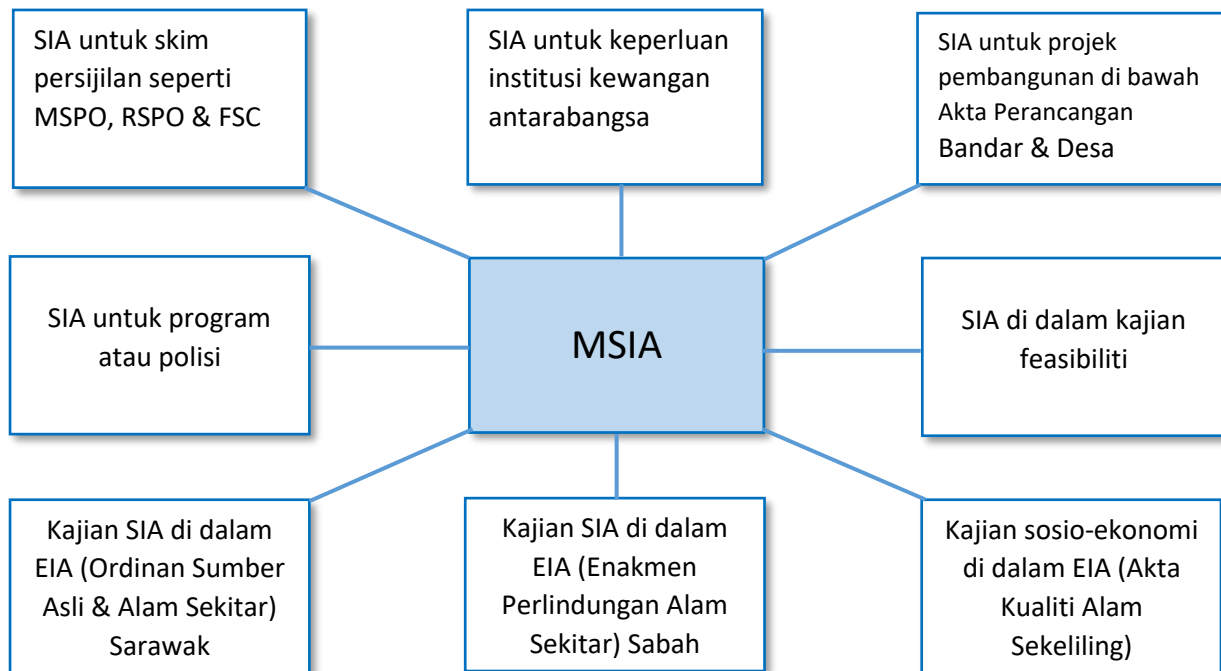 SIA untuk skim
persijilan seperti
MSPO, RSPO & FSC
SIA untuk keperluan
institusi kewangan
antarabangsa
SIA untuk projek
pembangunan di bawah
Akta Perancangan
Bandar & Desa
SIA untuk program
atau polisi
MSIA
SIA di dalam kajian
feasibiliti
Kajian SIA di dalam
EIA (Ordinan Sumber
Asli & Alam Sekitar)
Sarawak
Kajian SIA di dalam
EIA (Enakmen
Perlindungan Alam
Sekitar) Sabah
Kajian sosio-ekonomi
di dalam EIA (Akta
Kualiti Alam
Sekeliling)